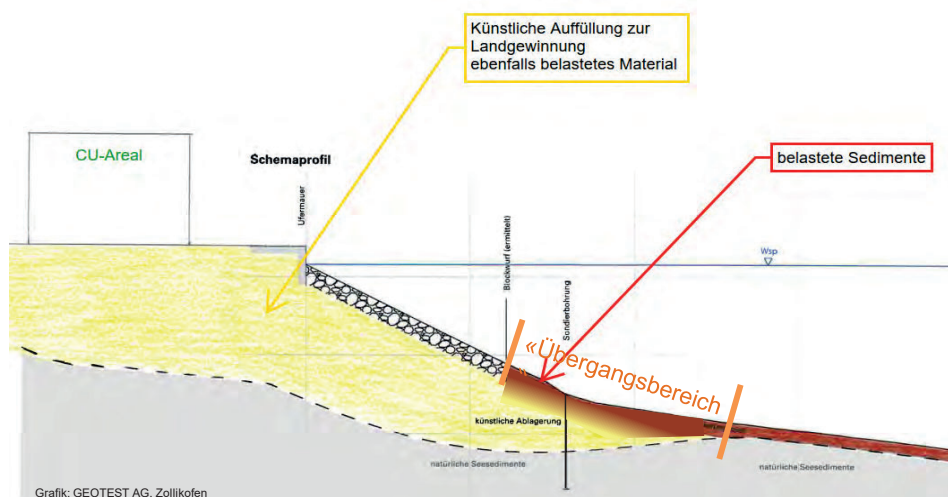 Künstliche Auffüllung zur
Landgewinnung
ebenfalls belastetes Material
CU-Areal
Schemaprofil
belastete Sedimente
Ufermauer
Blockwurf (ermittelt)
Wsp
Sondierbohrung
«Übergangsbereich
»
künstliche Ablagerung
natürliche Seesedimente
natürliche Seesedimente
Grafik: GEOTEST AG, Zollikofen